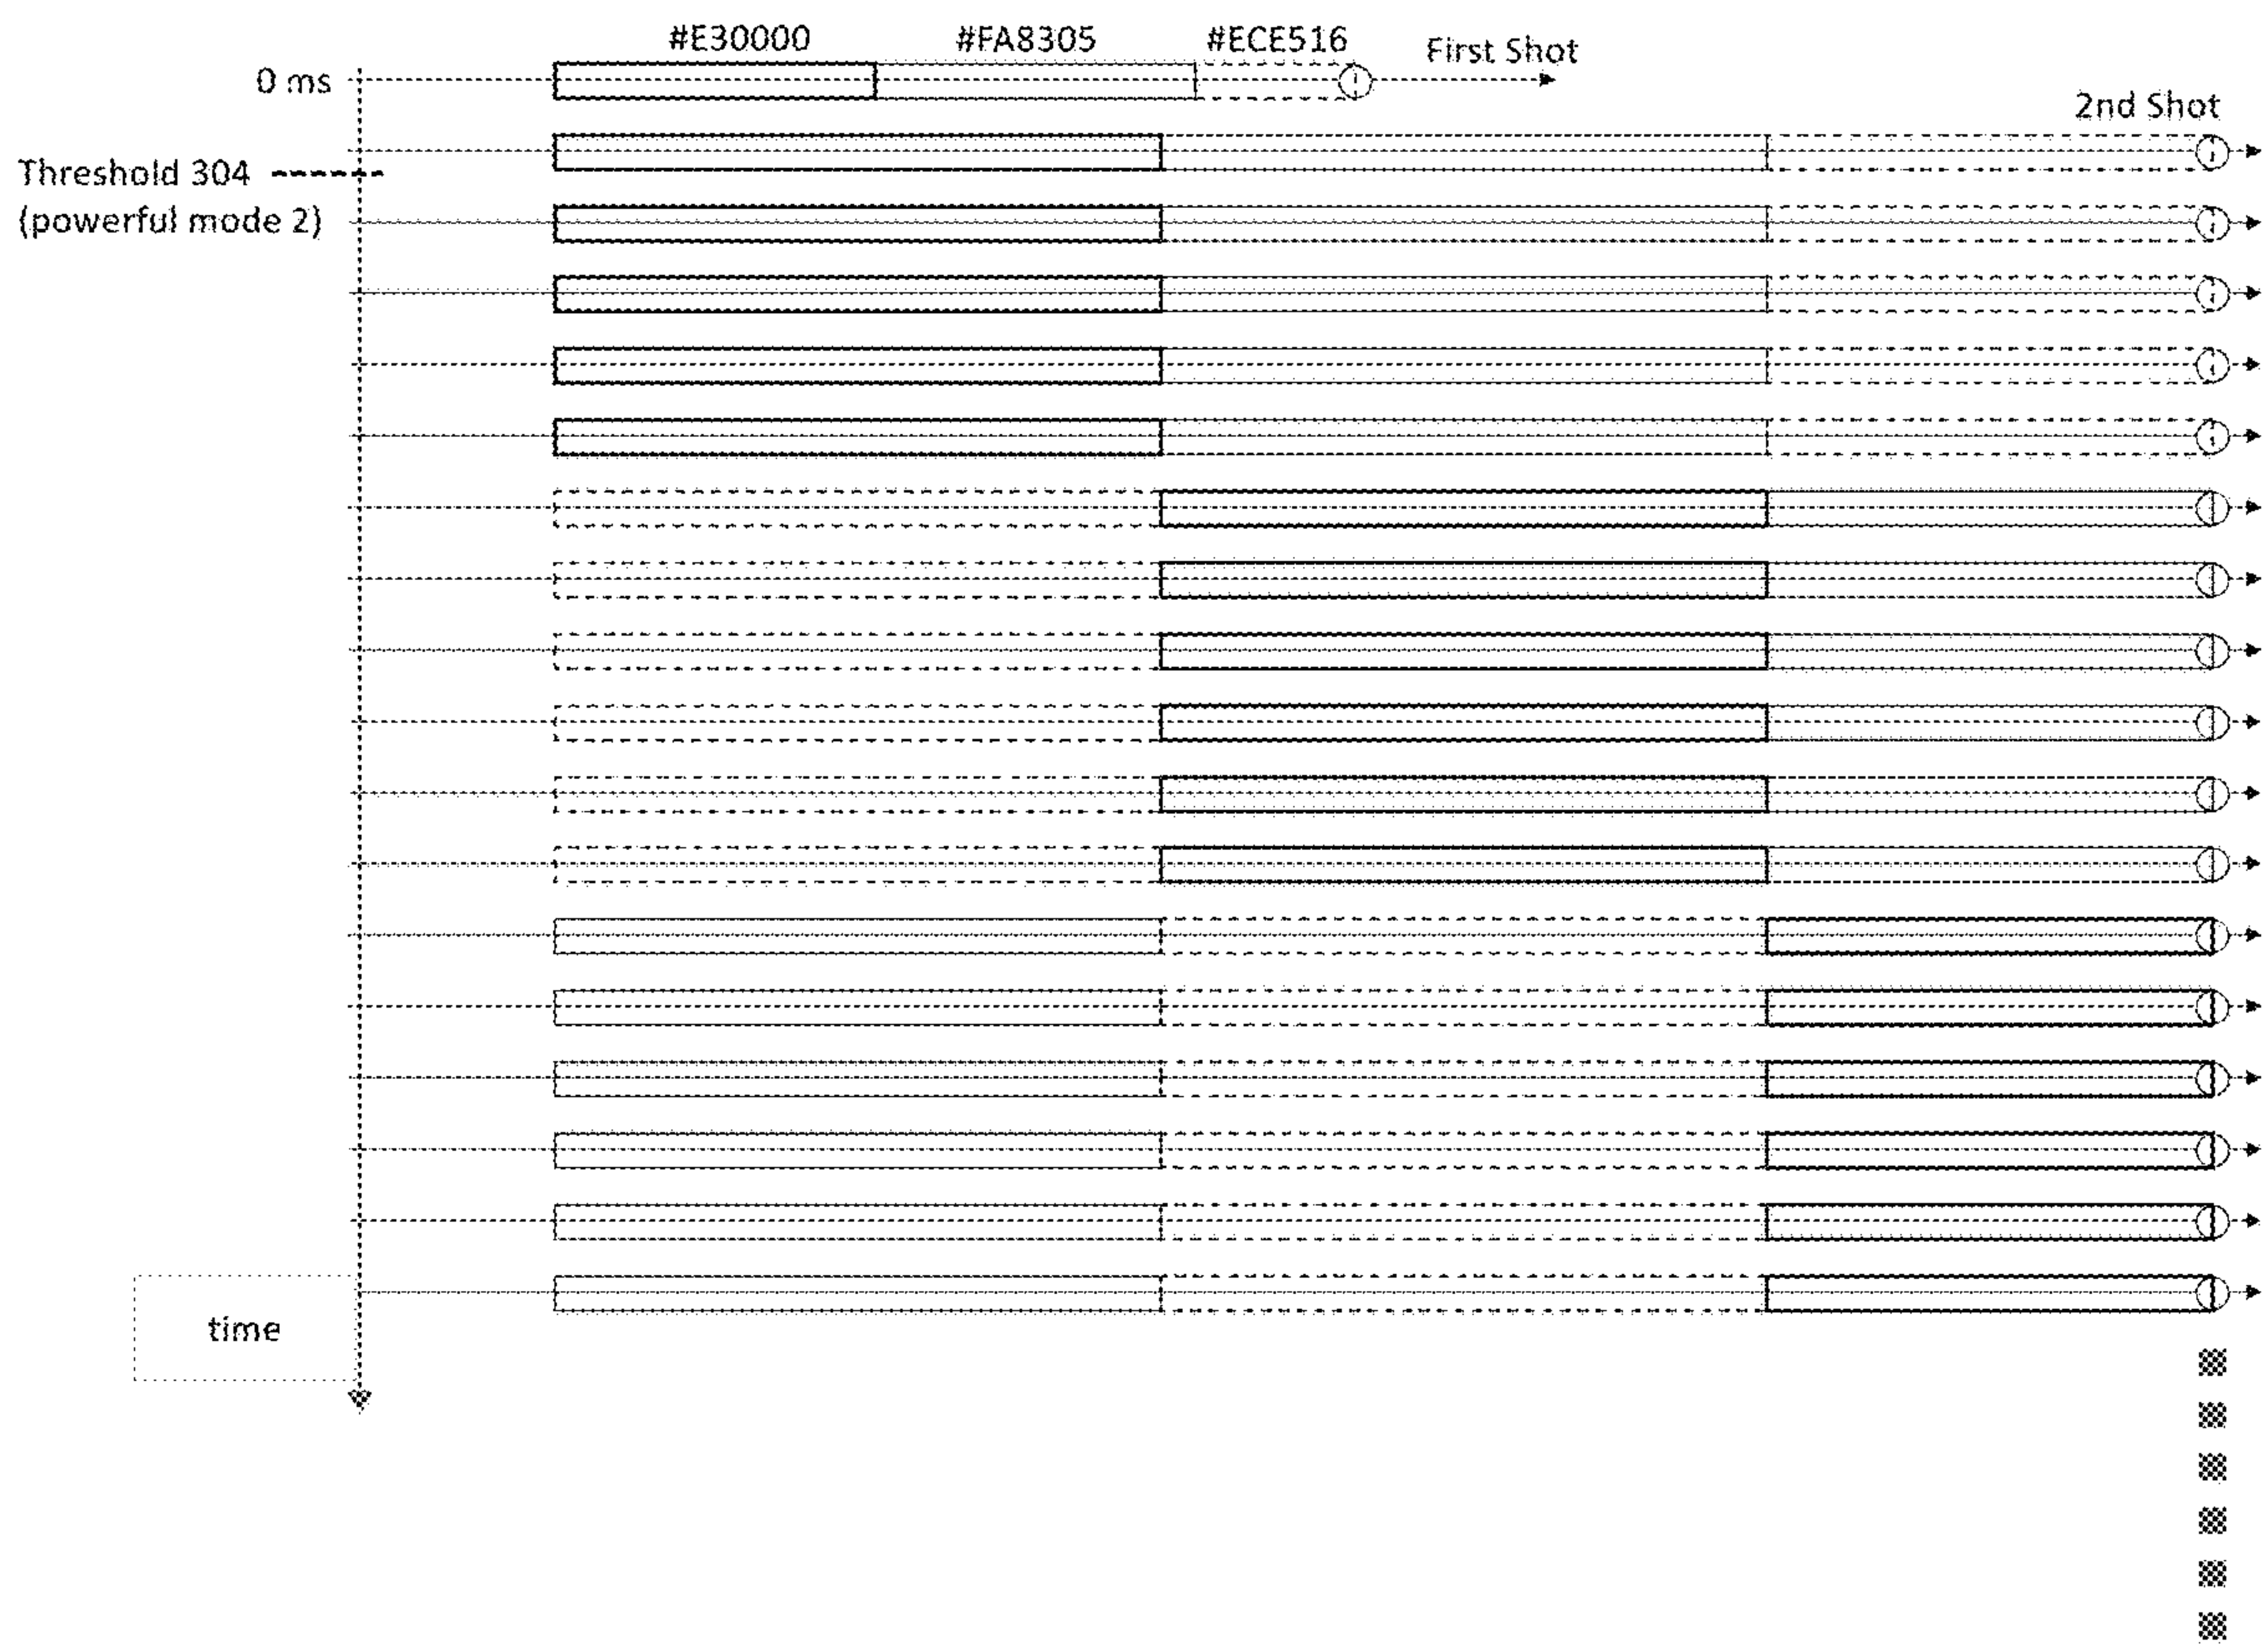 #E30000 #FA8305 #ECE516
First Shot
0 ms
2nd Shot
Threshold 304
(powerful mode 2)
time